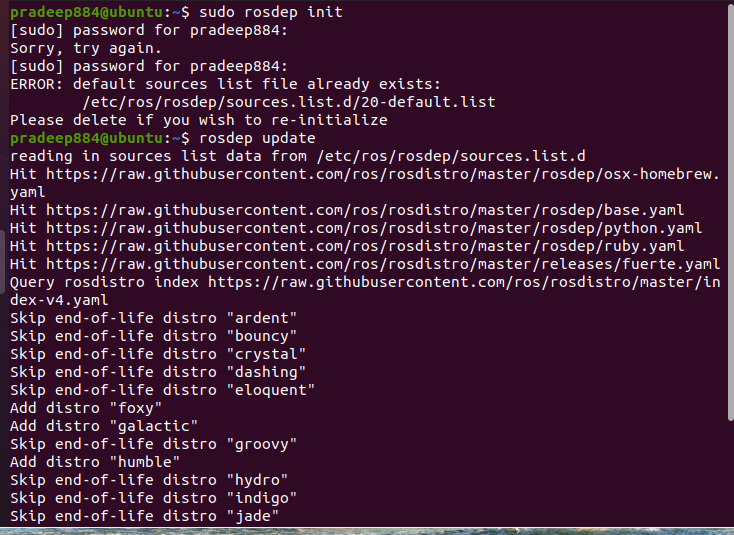 pradeep884@ubuntu:~$ sudo rosdep init
[sudo] password for pradeep884:
Sorry, try again.
[sudo] password for pradeep884:
ERROR: default sources list file already exists:
        /etc/ros/rosdep/sources.list.d/20-default.list
Please delete if you wish to re-initialize
pradeep884@ubuntu:~$ rosdep update
reading in sources list data from /etc/ros/rosdep/sources.list.d
Hit https://raw.githubusercontent.com/ros/rosdistro/master/rosdep/osx-homebrew.
yaml
Hit https://raw.githubusercontent.com/ros/rosdistro/master/rosdep/base.yaml
Hit https://raw.githubusercontent.com/ros/rosdistro/master/rosdep/python.yaml
Hit https://raw.githubusercontent.com/ros/rosdistro/master/rosdep/ruby.yaml
Hit https://raw.githubusercontent.com/ros/rosdistro/master/releases/fuerte.yaml
Query rosdistro index https://raw.githubusercontent.com/ros/rosdistro/master/in
dex-v4.yaml
Skip end-of-life distro "ardent"
Skip end-of-life distro "bouncy"
Skip end-of-life distro "crystal"
Skip end-of-life distro "dashing"
Skip end-of-life distro "eloquent"
Add distro "foxy"
Add distro "galactic"
Skip end-of-life distro "groovy"
Add distro "humble"
Skip end-of-life distro "hydro"
Skip end-of-life distro "indigo"
Skip end-of-life distro "jade"